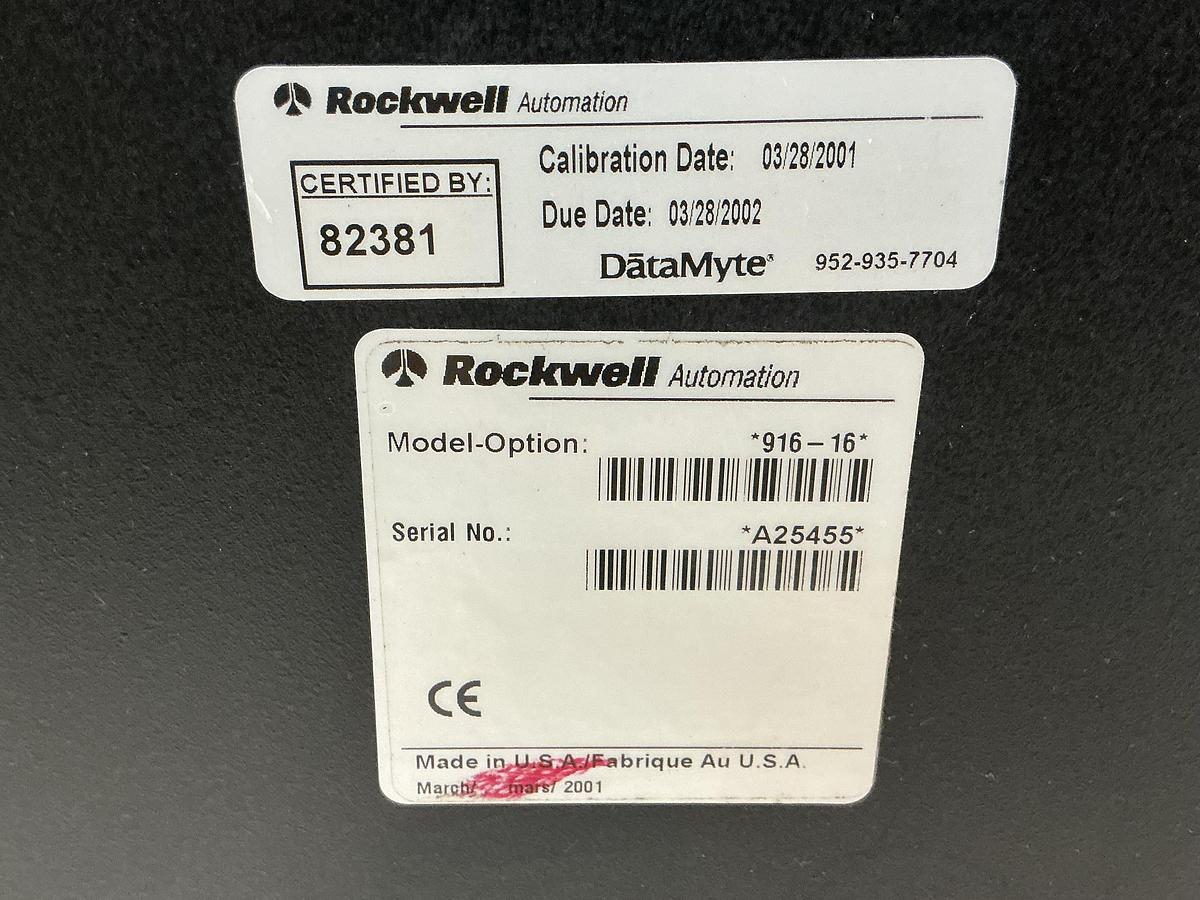 Rockwell Automation
CERTIFIED BY:
82381
Calibration Date: 03/28/2001
Due Date: 03/28/2002
DātaMyte® 952-935-7704
Rockwell Automation
Model-Option: *916–16*
Serial No.: *A25455*
CE
Made in U.S.A./Fabrique Au U.S.A.
March/ mars/ 2001